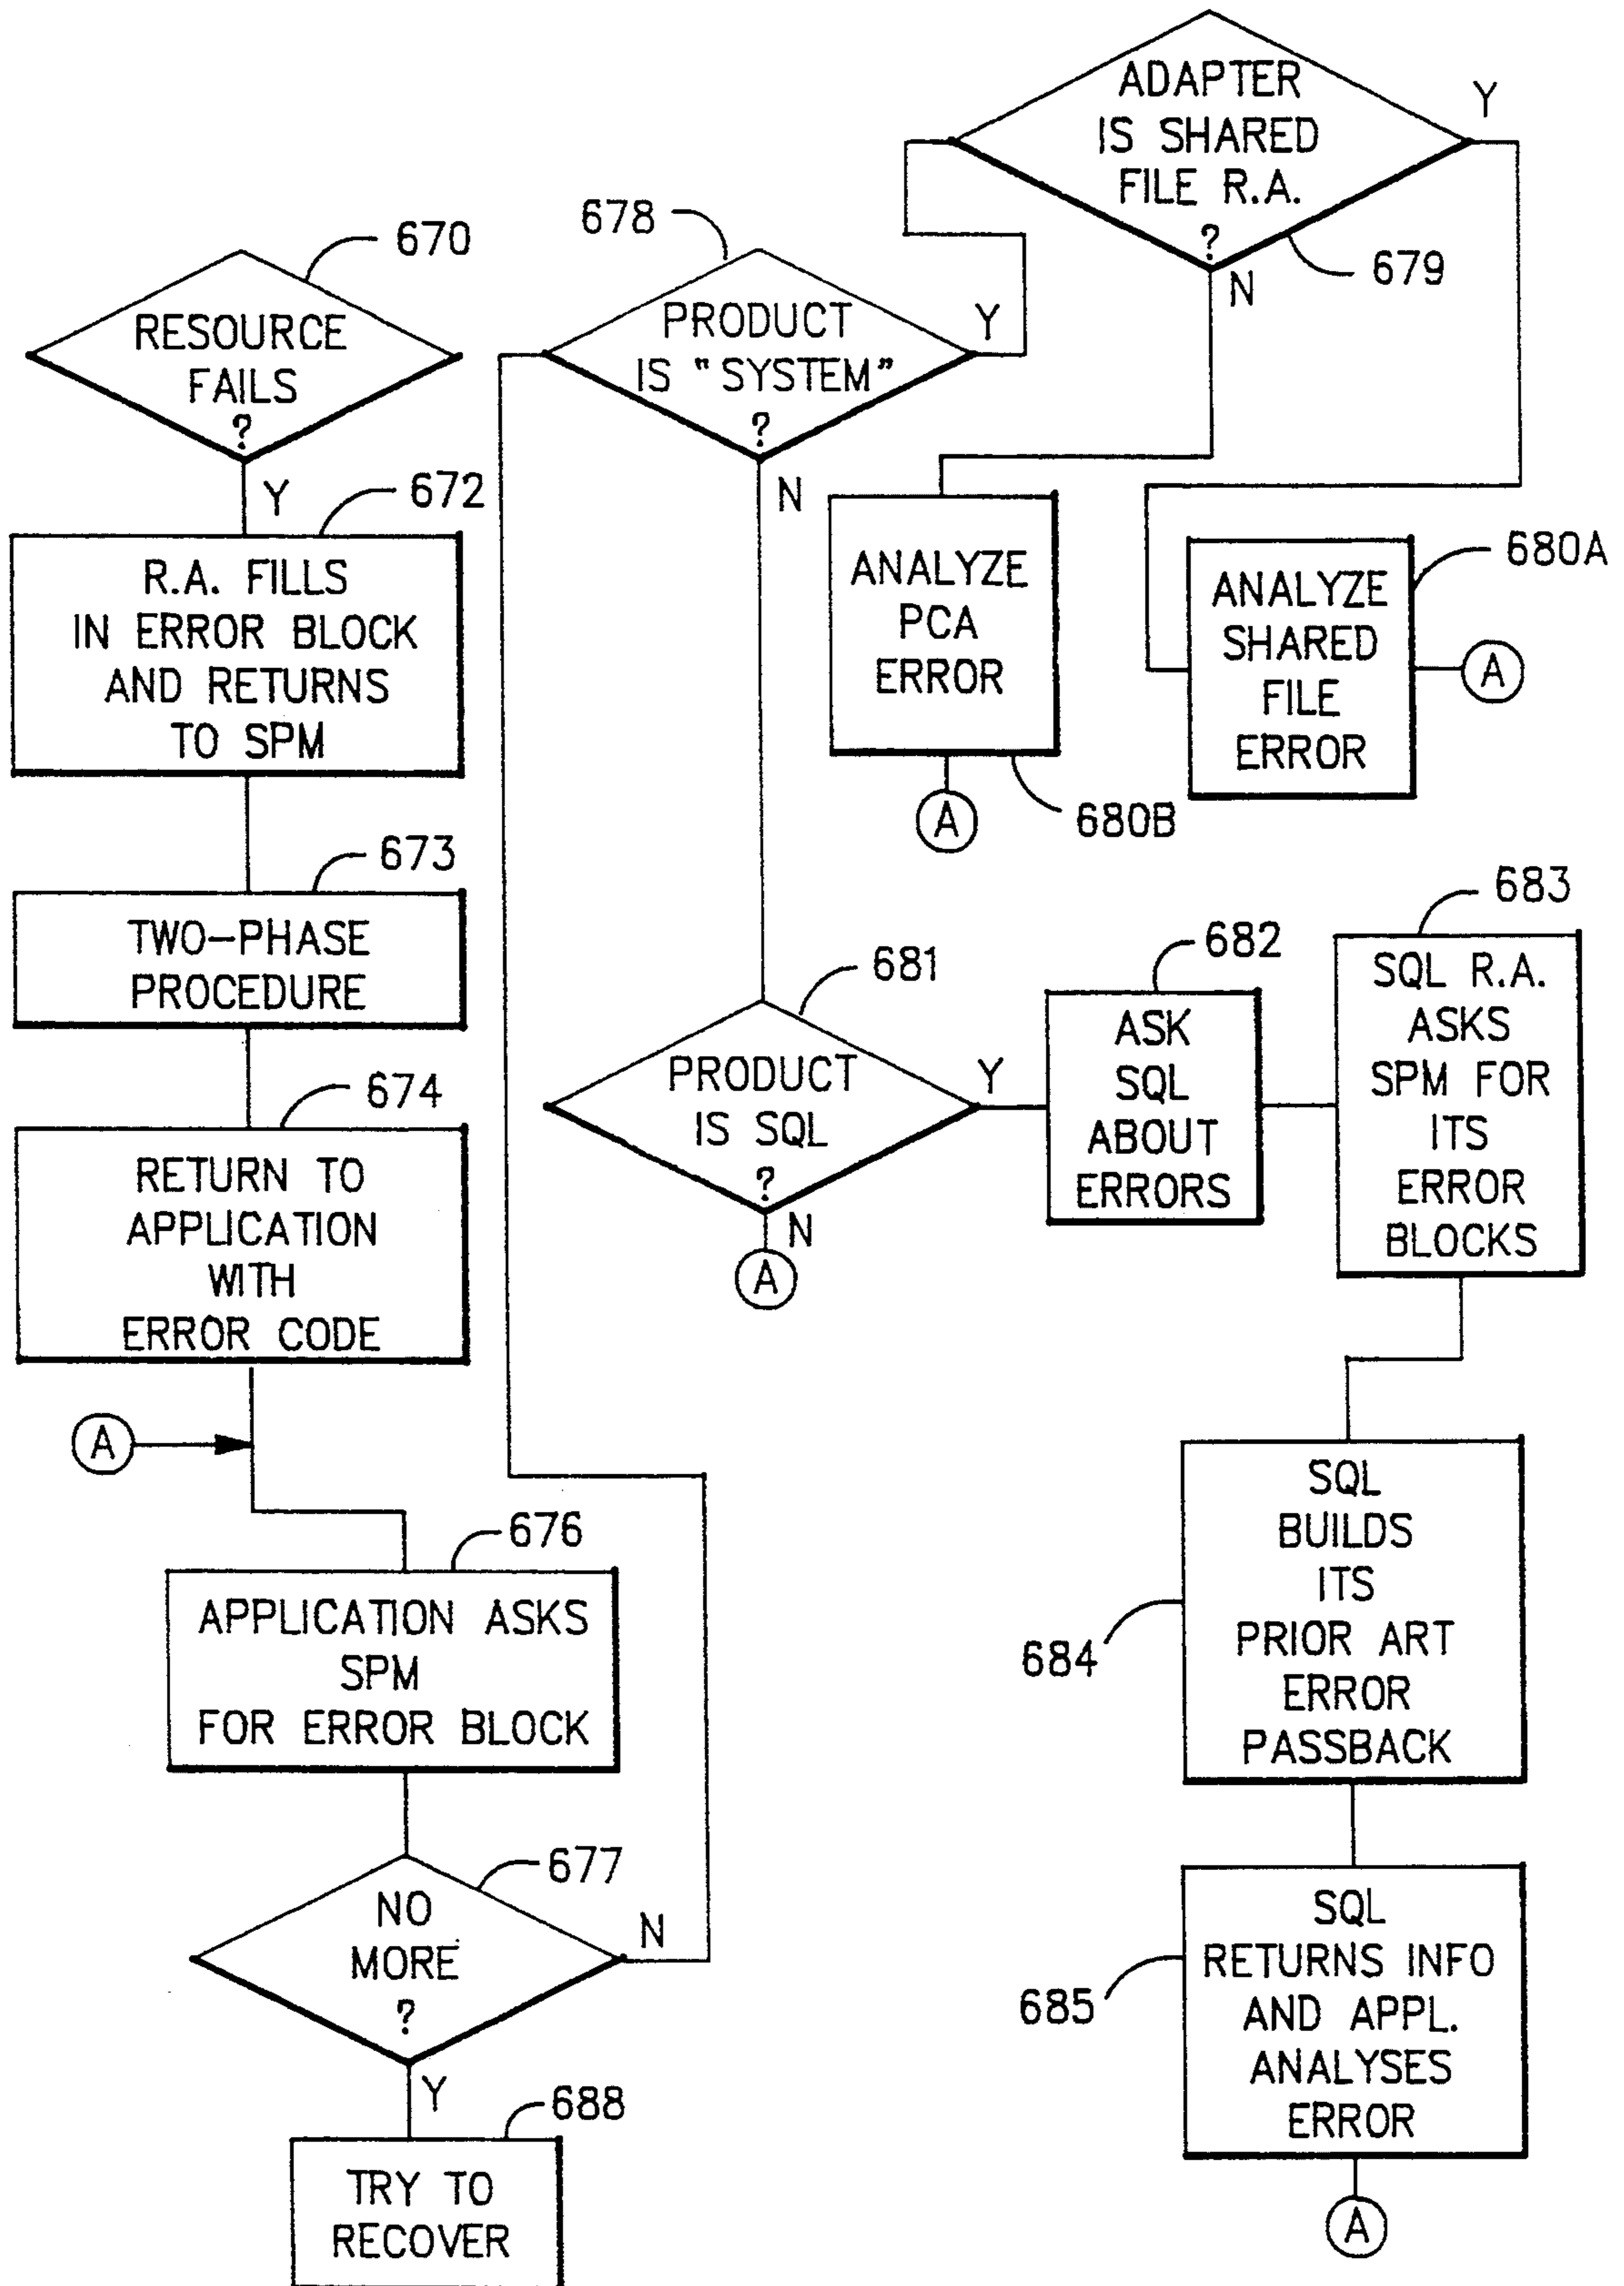 670
RESOURCE
FAILS
?
Y
672
R.A. FILLS
IN ERROR BLOCK
AND RETURNS
TO SPM
673
TWO-PHASE
PROCEDURE
674
RETURN TO
APPLICATION
WITH
ERROR CODE
A
676
APPLICATION ASKS
SPM
FOR ERROR BLOCK
677
NO
MORE
?
N
Y
688
TRY TO
RECOVER
678
PRODUCT
IS "SYSTEM"
?
Y
N
ADAPTER
IS SHARED
FILE R.A.
?
Y
N
679
ANALYZE
PCA
ERROR
680B
A
680A
ANALYZE
SHARED
FILE
ERROR
A
681
PRODUCT
IS SQL
?
Y
N
A
682
ASK
SQL
ABOUT
ERRORS
683
SQL R.A.
ASKS
SPM FOR
ITS
ERROR
BLOCKS
684
SQL
BUILDS
ITS
PRIOR ART
ERROR
PASSBACK
685
SQL
RETURNS INFO
AND APPL.
ANALYSES
ERROR
A